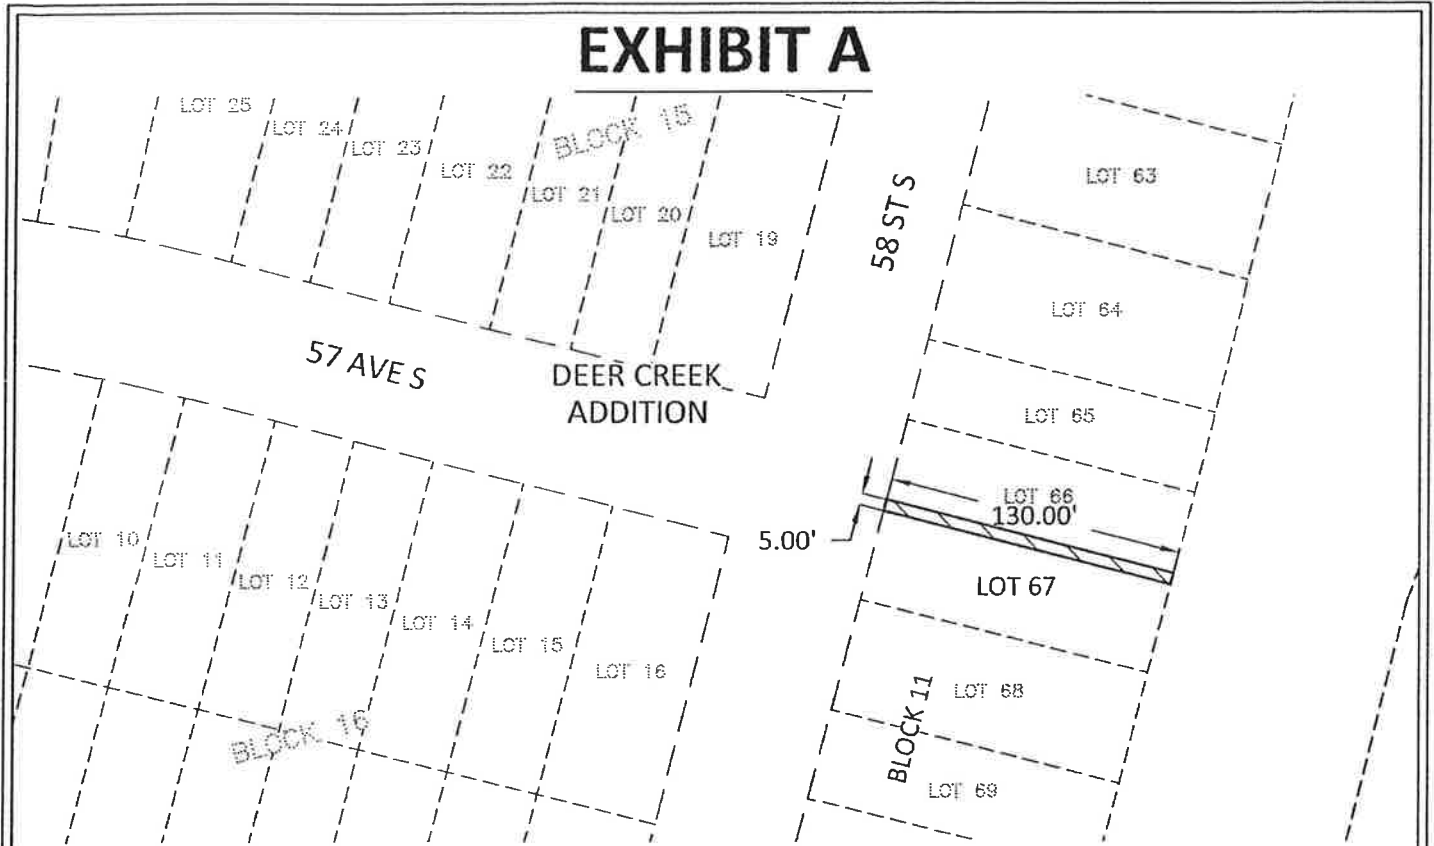 EXHIBIT A
LOT 25
LOT 24
LOT 23
LOT 22
BLOCK 15
LOT 21
LOT 20
LOT 19
58 ST S
LOT 63
LOT 64
57 AVE S
DEER CREEK
ADDITION
LOT 65
LOT 66
130.00'
5.00'
LOT 67
LOT 10
LOT 11
LOT 12
LOT 13
LOT 14
LOT 15
LOT 16
BLOCK 16
BLOCK 11
LOT 68
LOT 69